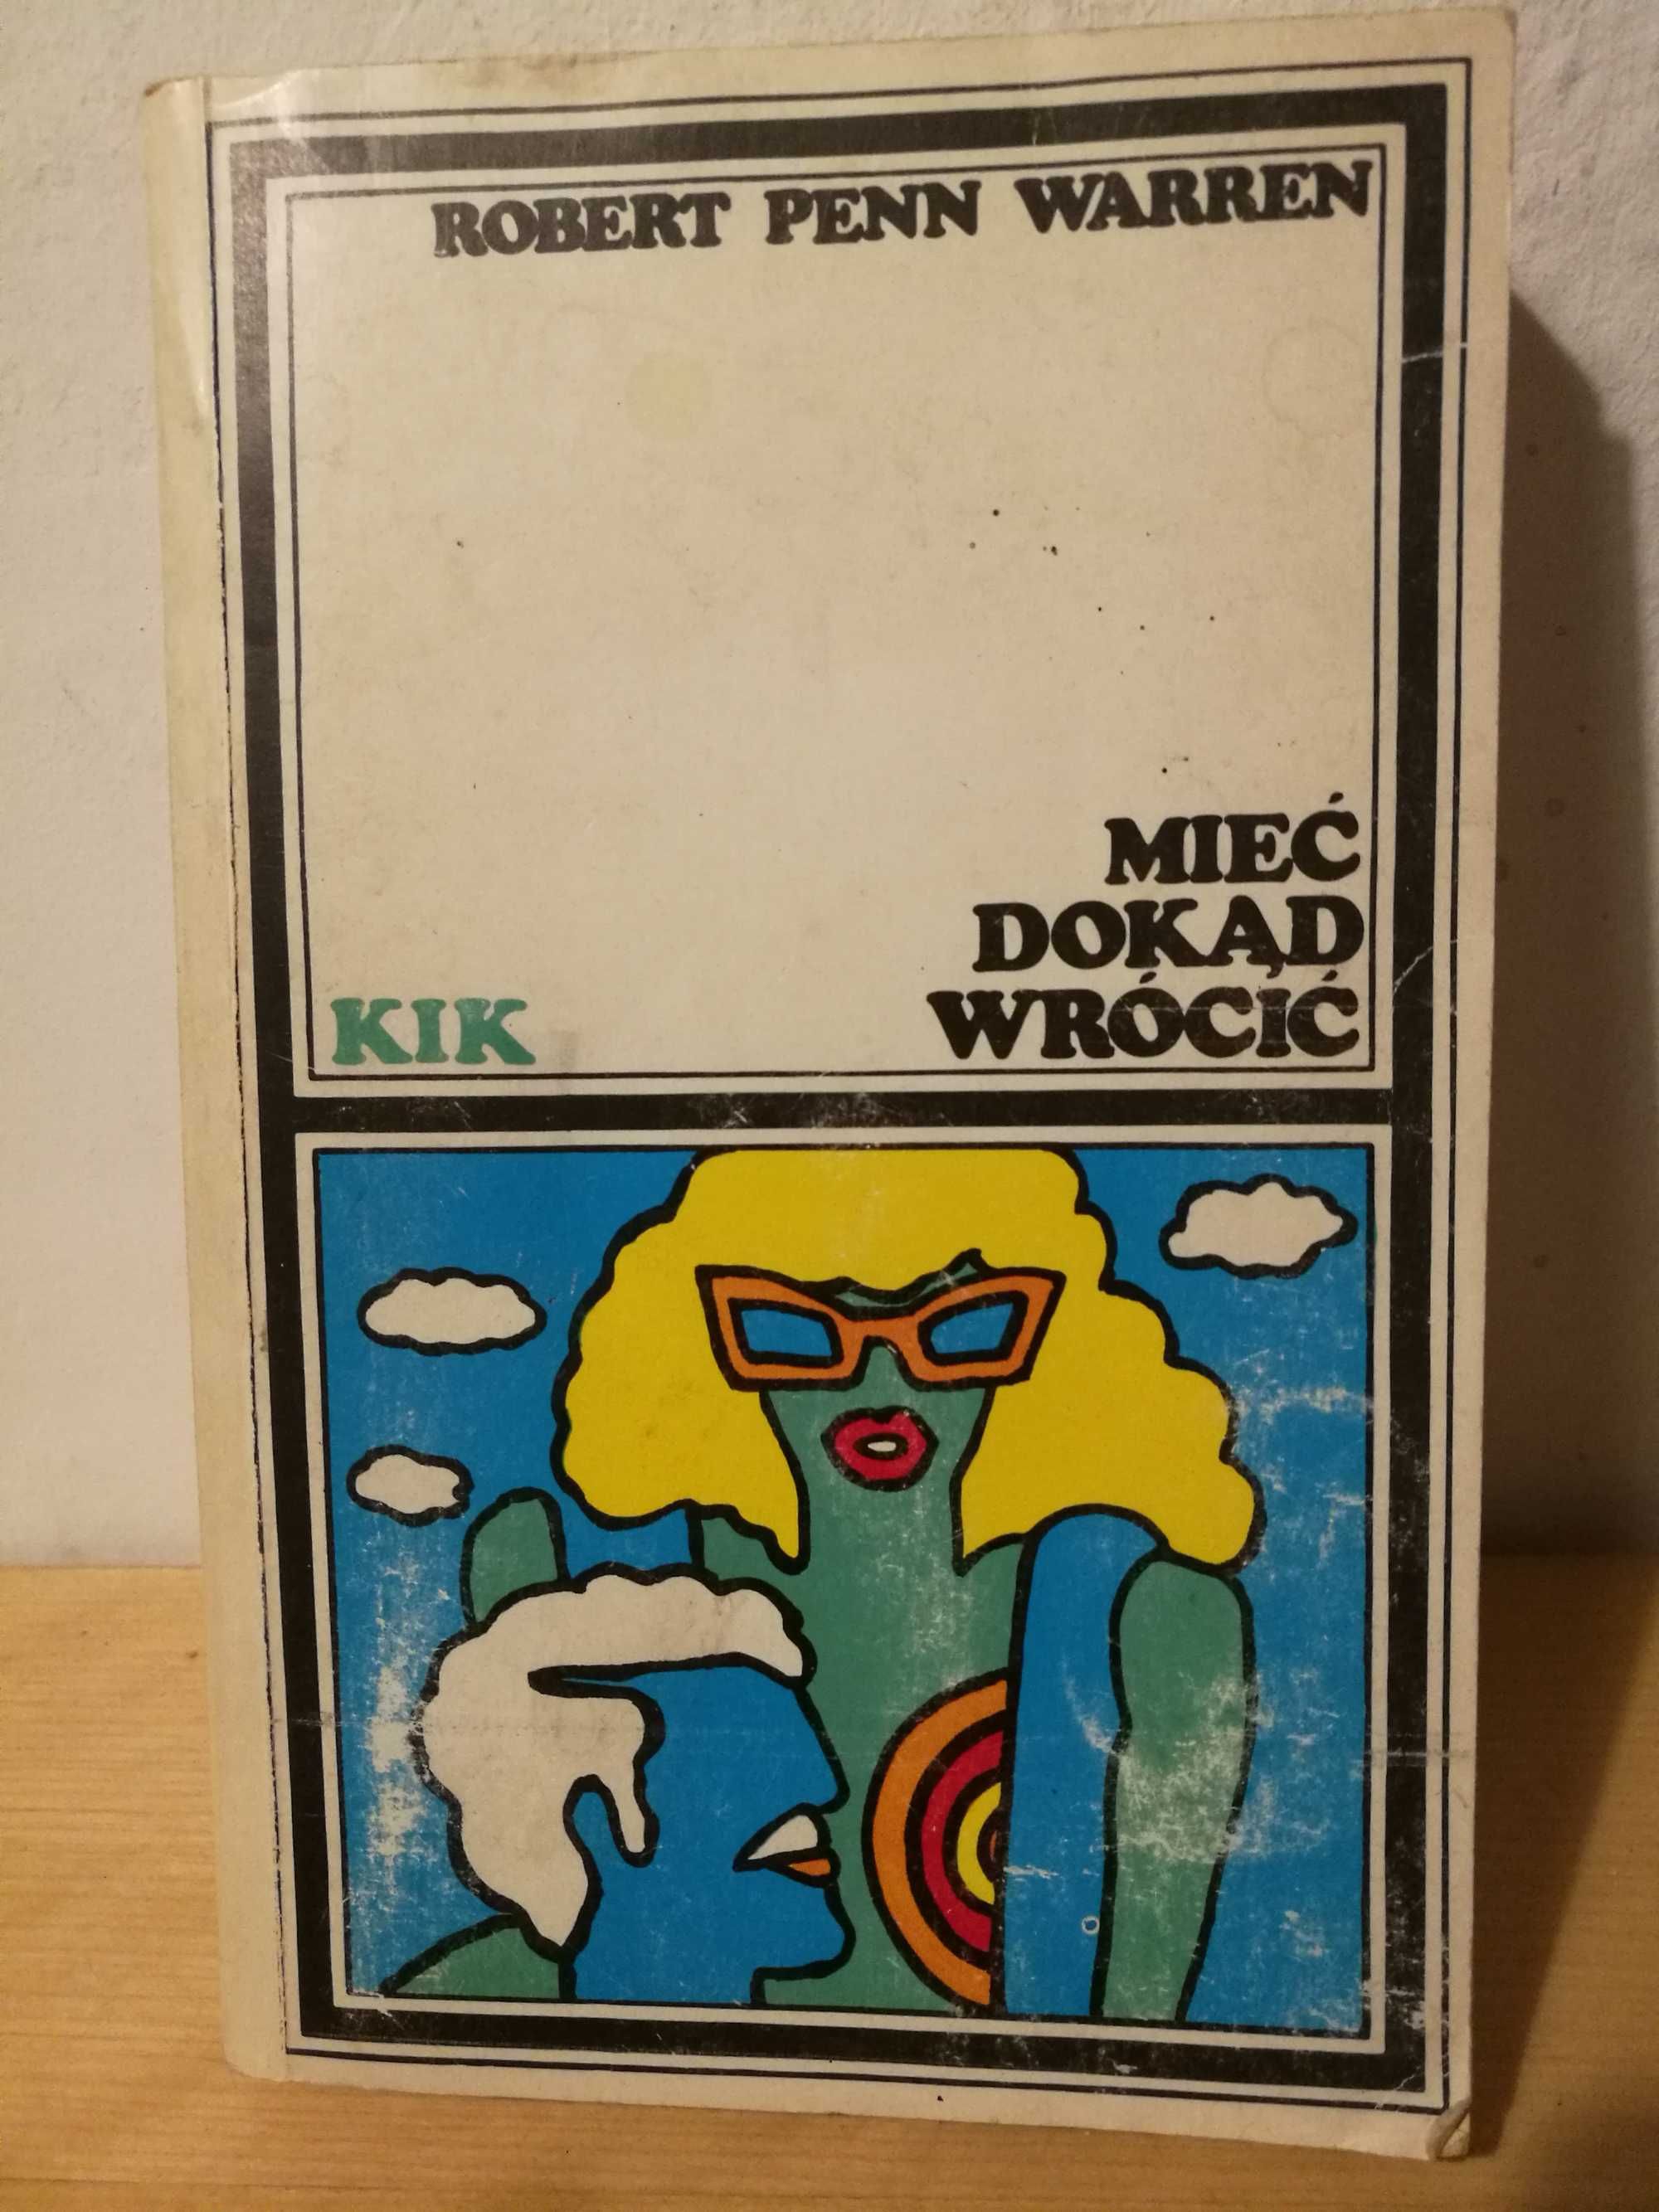 ROBERT PENN WARREN
MIEĆ
DOKĄD
WRÓCIĆ
KIK